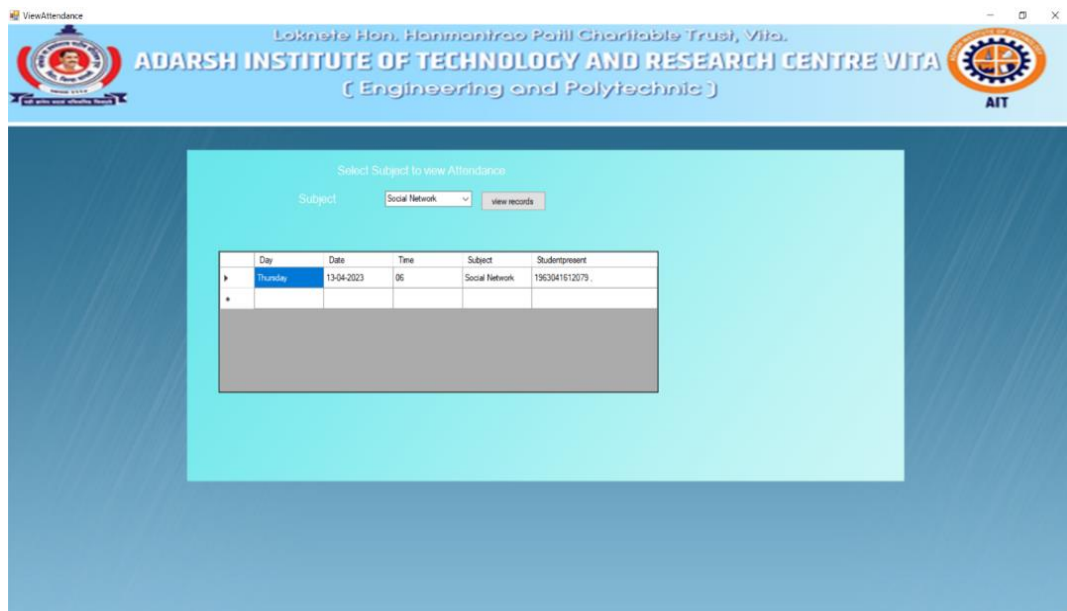 ViewAttendance
Loknete Hon. Hanmantrao Patil Charitable Trust, Vita.
ADARSH INSTITUTE OF TECHNOLOGY AND RESEARCH CENTRE VITA
( Engineering and Polytechnic )
AIT
Select Subject to view Attendance
Subject Social Network view records
Day Date Time Subject Studentpresent
Thursday 13-04-2023 06 Social Network 1963041612079 ,